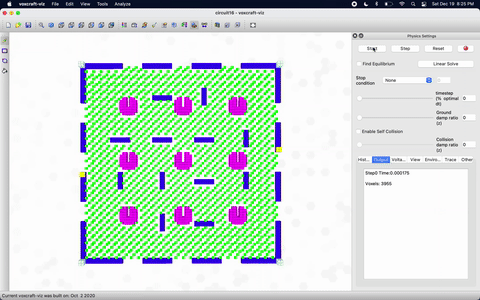 voxcraft-viz File Edit View Tools Analyze Sat Dec 19 8:25 PM
circuit16 - voxcraft-viz
Physics Settings
Start Step Reset
Find Equilibrium Linear Solve
Stop condition None 0
timestep (% optimal dt) 0
Ground damp ratio (z) 0
Enable Self Collision
Collision damp ratio (z) 0
Hist... Output Volta... View Enviro... Trace Other
Step0 Time:0.000175
Voxels: 3955
Current voxcraft-viz was built on: Oct 2 2020